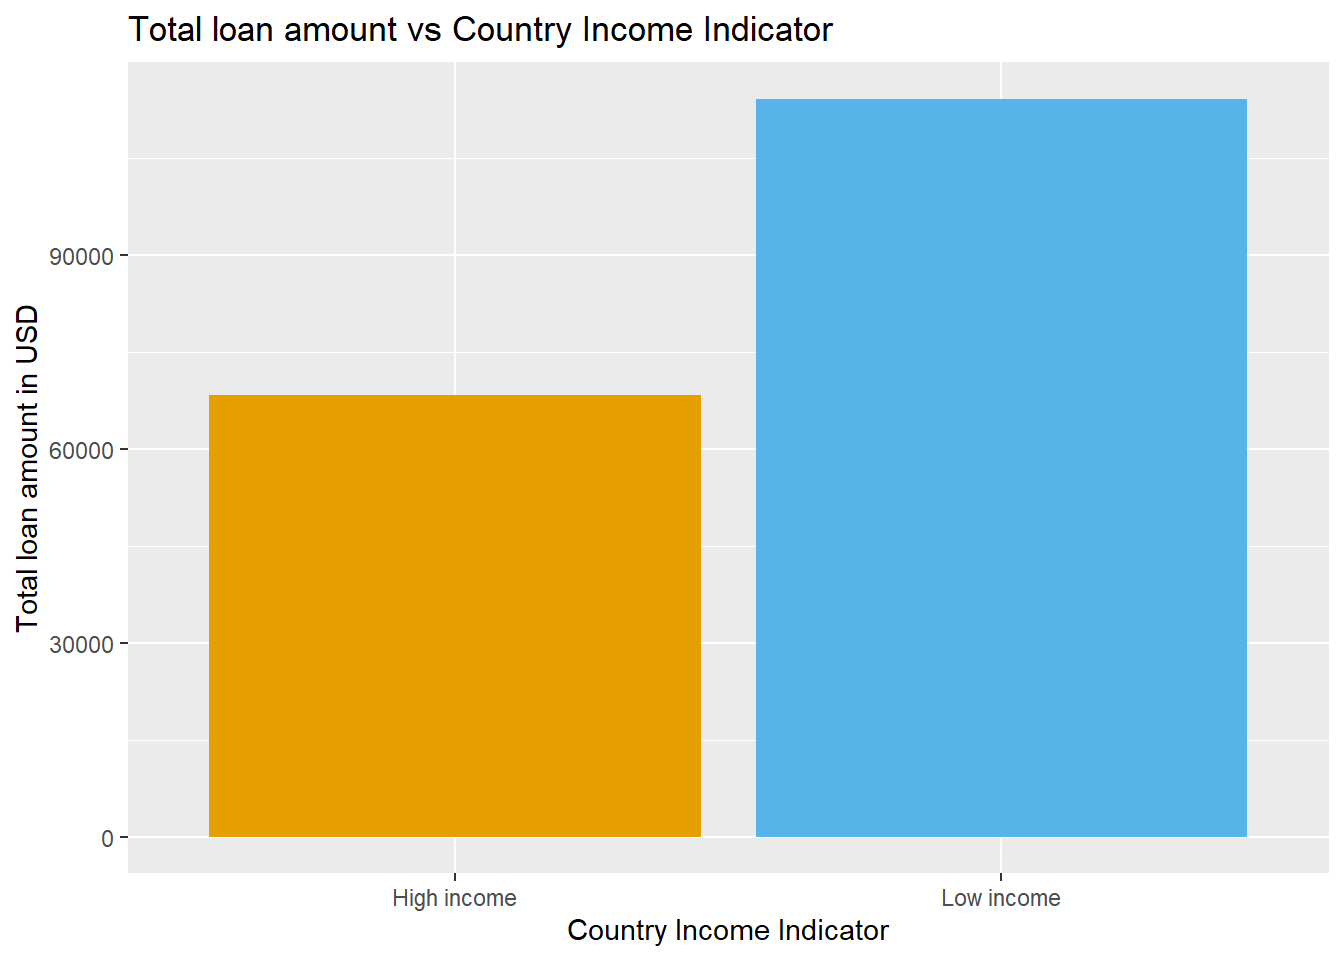 Total loan amount vs Country Income Indicator
Total loan amount in USD
90000
60000
30000
0
High income
Low income
Country Income Indicator